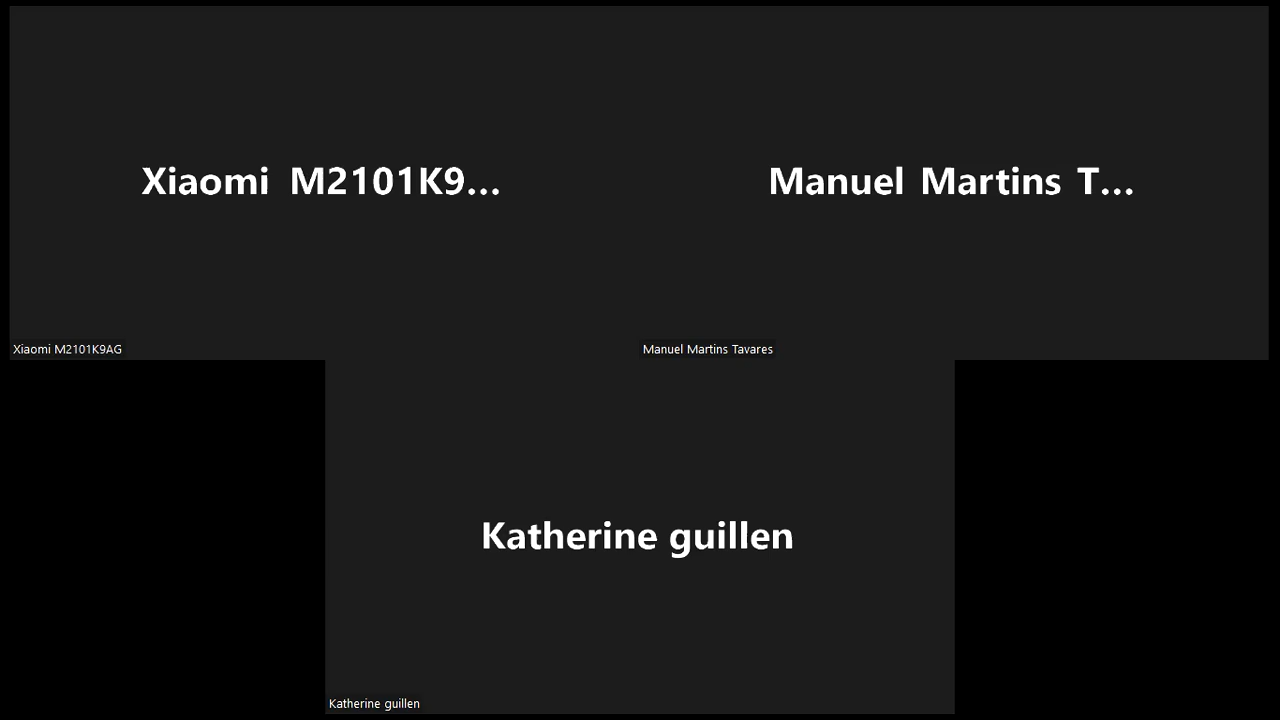 Xiaomi M2101K9...
Manuel Martins T...
Xiaomi M2101K9AG
Manuel Martins Tavares
Katherine guillen
Katherine guillen